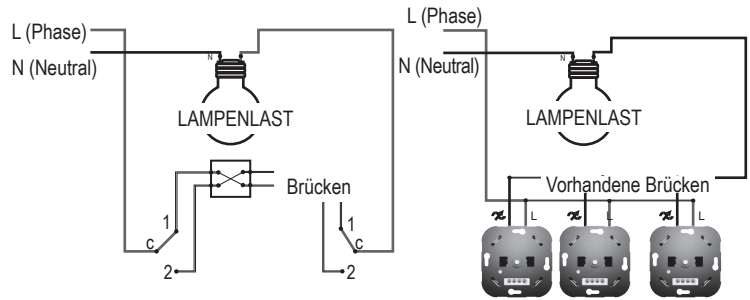 L (Phase)
N (Neutral)
N
LAMPENLAST
Brücken
1
c
2
1
c
2
L (Phase)
N (Neutral)
N
LAMPENLAST
Vorhandene Brücken
L
L
L